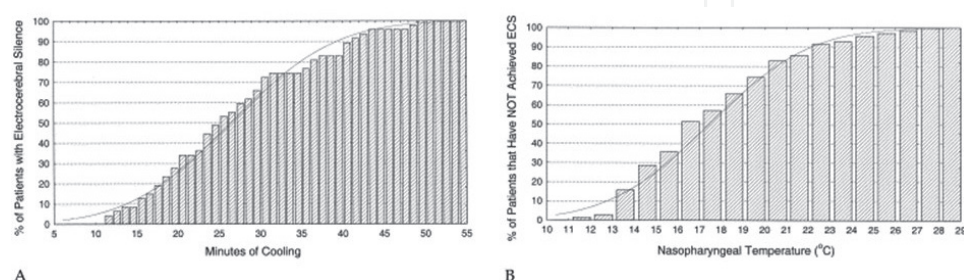 % of Patients with Electrocerebral Silence
100
90
80
70
60
50
40
30
20
10
0
5 10 15 20 25 30 35 40 45 50 55
Minutes of Cooling
A
% of Patients that Have NOT Achieved ECS
100
90
80
70
60
50
40
30
20
10
0
10 11 12 13 14 15 16 17 18 19 20 21 22 23 24 25 26 27 28 29
Nasopharyngeal Temperature (°C)
B